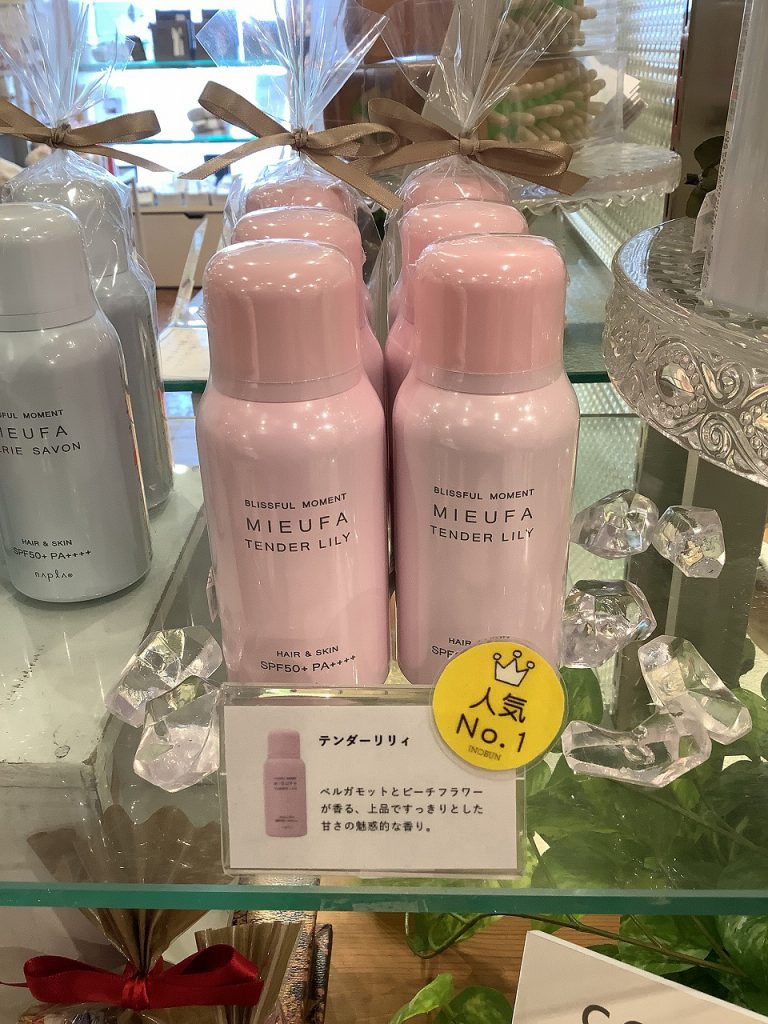 BLISSFUL MOMENT
MIEUFA
TENDER LILY
HAIR & SKIN
SPF50+ PA++++
BLISSFUL MOMENT
MIEUFA
TENDER LILY
HAIR & SKIN
SSFUL MOMENT
MIEUFA
RIE SAVON
HAIR & SKIN
SPF50+ PA++++
napla
人気
No.1
INOBUN
テンダーリリィ
ベルガモットとピーチフラワー
が香る、上品ですっきりとした
甘さの魅惑的な香り。